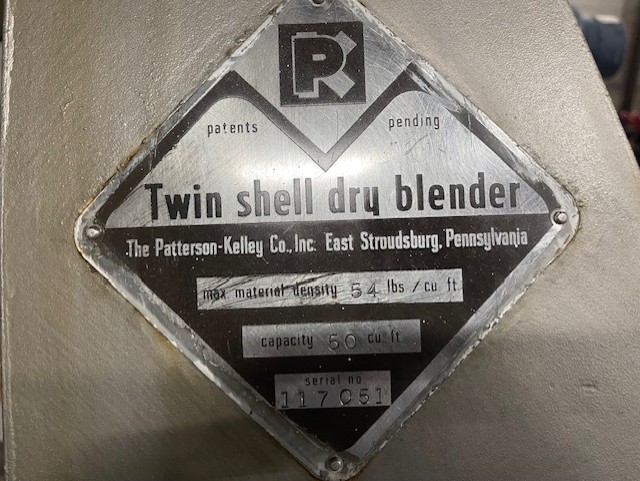 PK
patents pending
Twin shell dry blender
The Patterson-Kelley Co., Inc. East Stroudsburg, Pennsylvania
max material density 54 lbs / cu ft
capacity 50 cu ft
serial no
117051